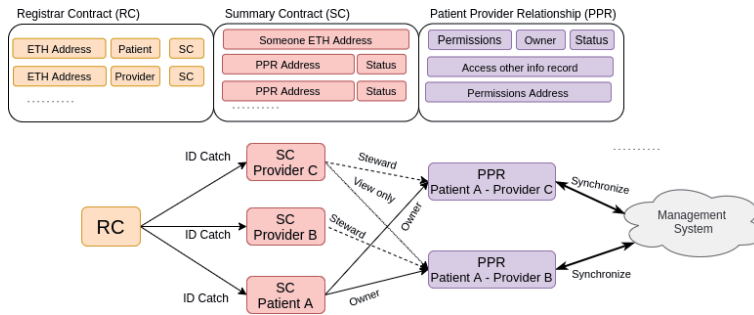 Registrar Contract (RC)
Summary Contract (SC)
Patient Provider Relationship (PPR)
ETH Address Patient SC
ETH Address Provider SC
..........
Someone ETH Address
PPR Address Status
PPR Address Status
..........
Permissions Owner Status
Access other info record
Permissions Address
..........
RC
ID Catch
ID Catch
ID Catch
SC
Provider C
SC
Provider B
SC
Patient A
Steward
View only
Steward
Owner
Owner
PPR
Patient A - Provider C
PPR
Patient A - Provider B
Synchronize
Synchronize
Management
System